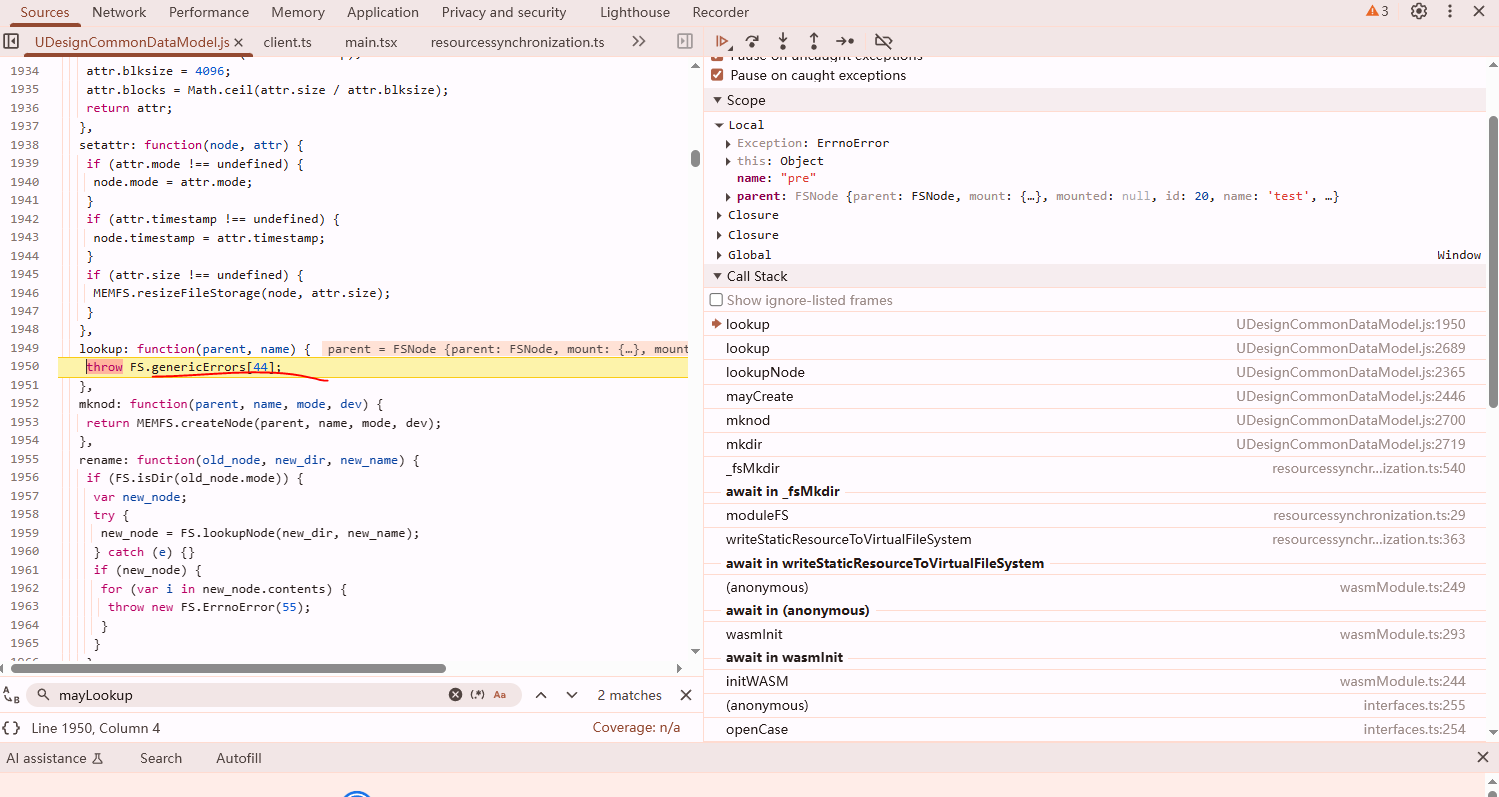 Sources Network Performance Memory Application Privacy and security Lighthouse Recorder 3
UDesignCommonDataModel.js client.ts main.tsx resourcessynchronization.ts
Pause on uncaught exceptions
Pause on caught exceptions
1934 attr.blksize = 4096;
1935 attr.blocks = Math.ceil(attr.size / attr.blksize);
1936 return attr;
1937 },
1938 setattr: function(node, attr) {
1939 if (attr.mode !== undefined) {
1940 node.mode = attr.mode;
1941 }
1942 if (attr.timestamp !== undefined) {
1943 node.timestamp = attr.timestamp;
1944 }
1945 if (attr.size !== undefined) {
1946 MEMFS.resizeFileStorage(node, attr.size);
1947 }
1948 },
1949 lookup: function(parent, name) { parent = FSNode {parent: FSNode, mount: {…}, mount
1950 throw FS.genericErrors[44];
1951 },
1952 mknod: function(parent, name, mode, dev) {
1953 return MEMFS.createNode(parent, name, mode, dev);
1954 },
1955 rename: function(old_node, new_dir, new_name) {
1956 if (FS.isDir(old_node.mode)) {
1957 var new_node;
1958 try {
1959 new_node = FS.lookupNode(new_dir, new_name);
1960 } catch (e) {}
1961 if (new_node) {
1962 for (var i in new_node.contents) {
1963 throw new FS.ErrnoError(55);
1964 }
1965 }
mayLookup (.*) Aa 2 matches
{} Line 1950, Column 4 Coverage: n/a
Scope
Local
Exception: ErrnoError
this: Object
name: "pre"
parent: FSNode {parent: FSNode, mount: {…}, mounted: null, id: 20, name: 'test', …}
Closure
Closure
Global Window
Call Stack
Show ignore-listed frames
lookup UDesignCommonDataModel.js:1950
lookup UDesignCommonDataModel.js:2689
lookupNode UDesignCommonDataModel.js:2365
mayCreate UDesignCommonDataModel.js:2446
mknod UDesignCommonDataModel.js:2700
mkdir UDesignCommonDataModel.js:2719
_fsMkdir resourcessynchr…ization.ts:540
await in _fsMkdir
moduleFS resourcessynchr…ization.ts:29
writeStaticResourceToVirtualFileSystem resourcessynchr…ization.ts:363
await in writeStaticResourceToVirtualFileSystem
(anonymous) wasmModule.ts:249
await in (anonymous)
wasmInit wasmModule.ts:293
await in wasmInit
initWASM wasmModule.ts:244
(anonymous) interfaces.ts:255
openCase interfaces.ts:254
AI assistance Search Autofill